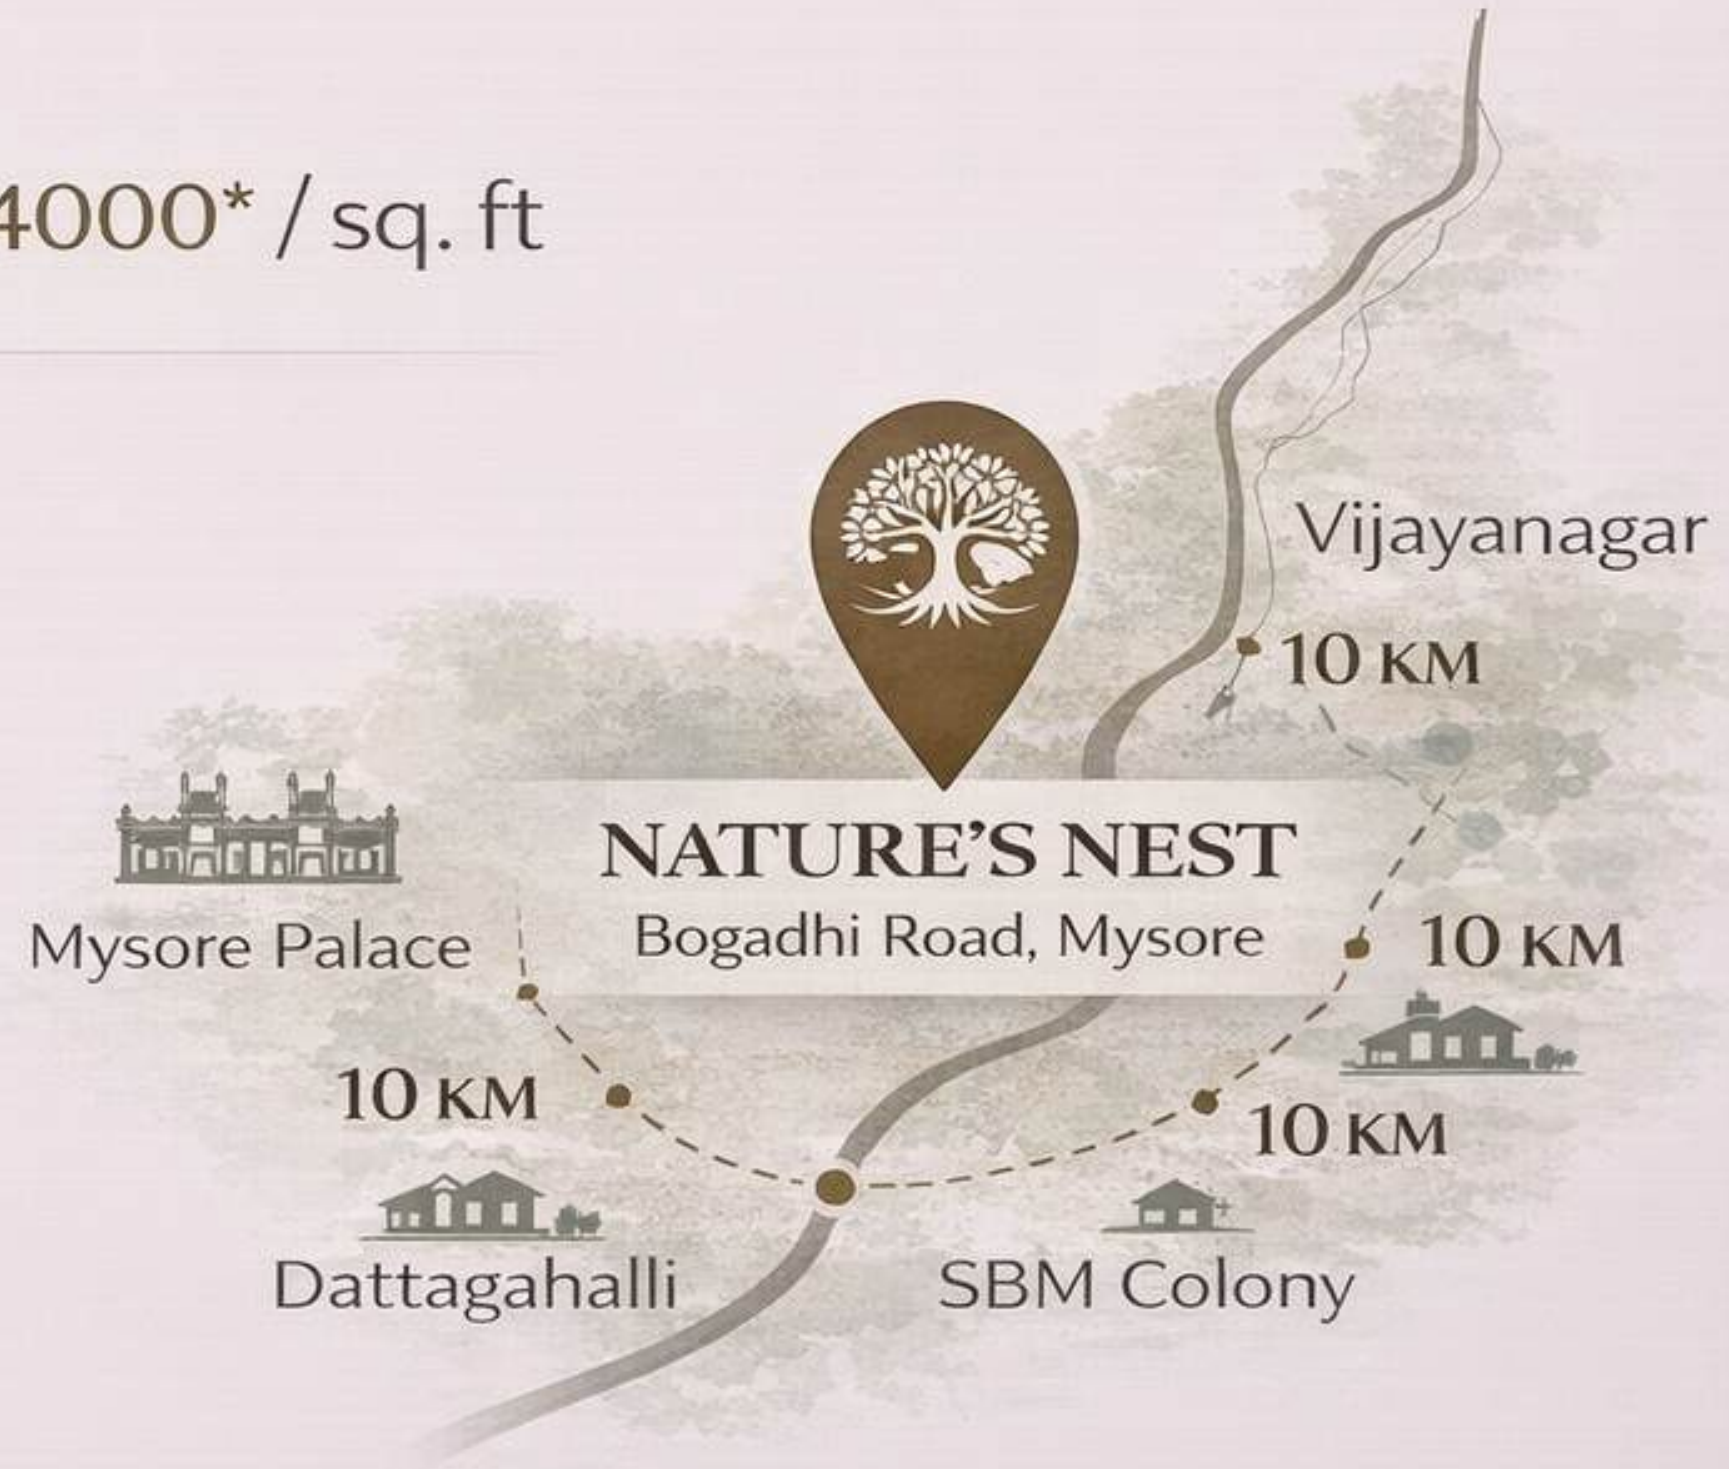 4000* / sq. ft
Vijayanagar
10 KM
NATURE'S NEST
Bogadhi Road, Mysore
Mysore Palace
10 KM
10 KM
10 KM
Dattagahalli
SBM Colony